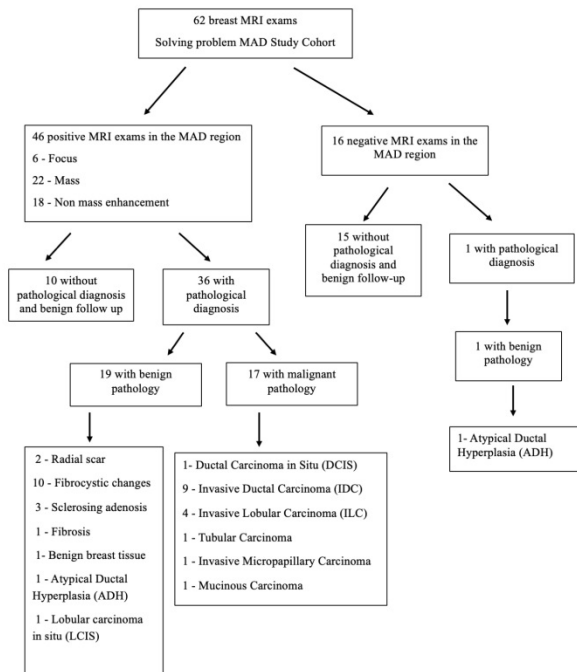 62 breast MRI exams
Solving problem MAD Study Cohort
46 positive MRI exams in the MAD region
6 - Focus
22 - Mass
18 - Non mass enhancement
16 negative MRI exams in the
MAD region
10 without
pathological diagnosis
and benign follow up
36 with
pathological
diagnosis
15 without
pathological
diagnosis and
benign follow-up
1 with pathological
diagnosis
19 with benign
pathology
17 with malignant
pathology
1 with benign
pathology
2 - Radial scar
10 - Fibrocystic changes
3 - Sclerosing adenosis
1 - Fibrosis
1- Benign breast tissue
1 - Atypical Ductal
Hyperplasia (ADH)
1 - Lobular carcinoma
in situ (LCIS)
1- Ductal Carcinoma in Situ (DCIS)
9 - Invasive Ductal Carcinoma (IDC)
4 - Invasive Lobular Carcinoma (ILC)
1 - Tubular Carcinoma
1 - Invasive Micropapillary Carcinoma
1 - Mucinous Carcinoma
1- Atypical Ductal
Hyperplasia (ADH)